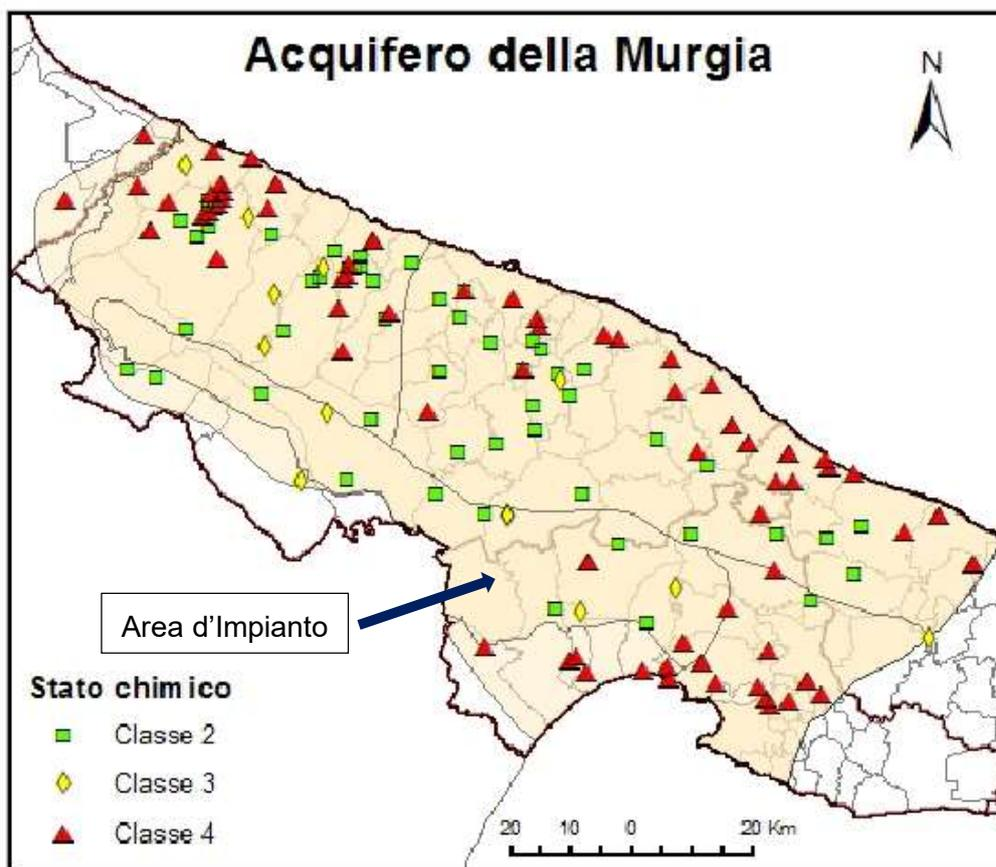 Acquifero della Murgia
N
Area d’Impianto
Stato chimico
Classe 2
Classe 3
Classe 4
20 10 0 20 Km